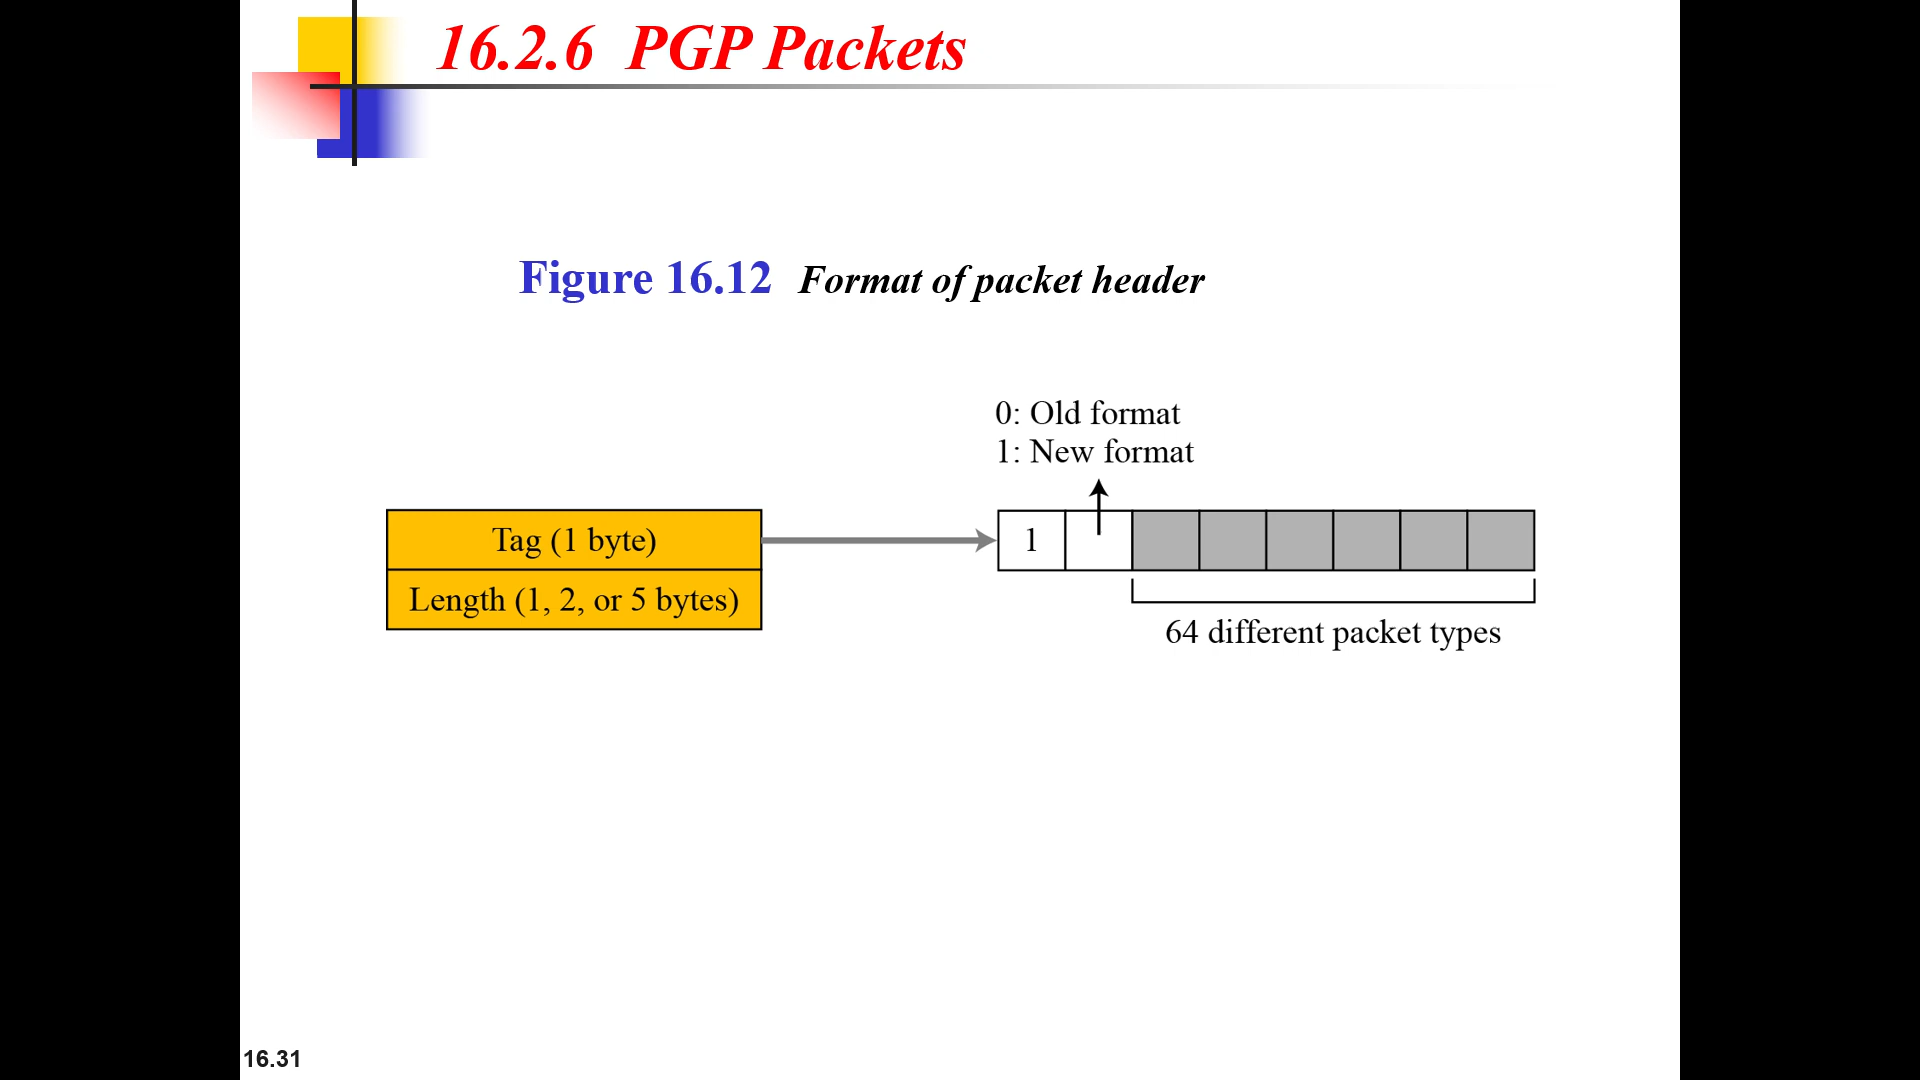 16.2.6 PGP Packets
Figure 16.12 Format of packet header
0: Old format
1: New format
Tag (1 byte)
1
Length (1, 2, or 5 bytes)
64 different packet types
16.31